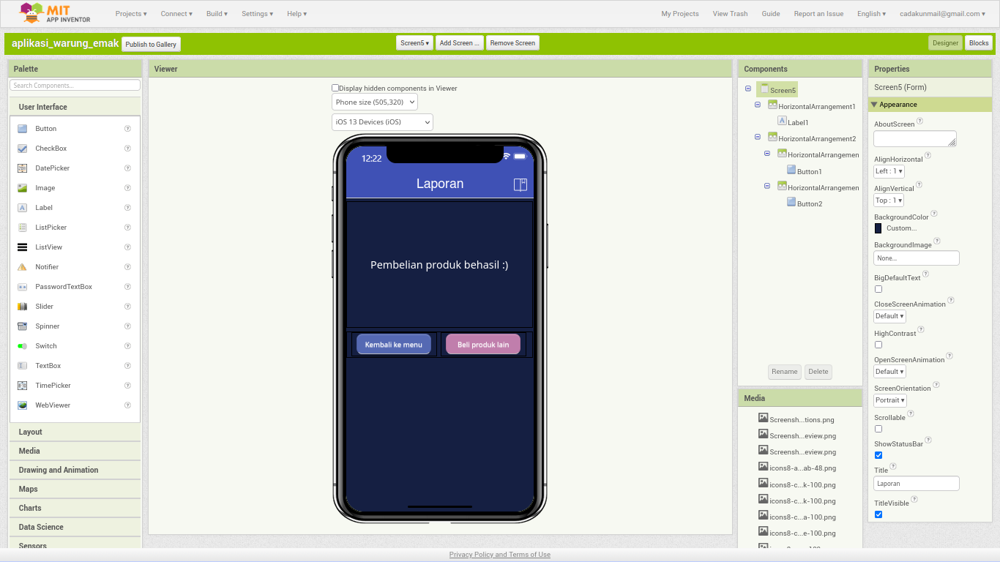 MIT
APP INVENTOR
Projects ▾ Connect ▾ Build ▾ Settings ▾ Help ▾ My Projects View Trash Guide Report an Issue English ▾ cadakunmail@gmail.com ▾
aplikasi_warung_emak Publish to Gallery Screen5 ▾ Add Screen ... Remove Screen Designer Blocks
Palette
Search Components...
User Interface
Button ?
CheckBox ?
DatePicker ?
Image ?
Label ?
ListPicker ?
ListView ?
Notifier ?
PasswordTextBox ?
Slider ?
Spinner ?
Switch ?
TextBox ?
TimePicker ?
WebViewer ?
Layout
Media
Drawing and Animation
Maps
Charts
Data Science
Sensors
Viewer
Display hidden components in Viewer
Phone size (505,320)
iOS 13 Devices (iOS)
12:22
Laporan
Pembelian produk behasil :)
Kembali ke menu Beli produk lain
Components
Screen5
HorizontalArrangement1
A Label1
HorizontalArrangement2
HorizontalArrangemen
Button1
HorizontalArrangemen
Button2
Rename Delete
Media
Screensh...tions.png
Screensh...eview.png
Screensh...eview.png
icons8-a...ab-48.png
icons8-c...k-100.png
icons8-c...k-100.png
icons8-c...a-100.png
icons8-c...e-100.png
Properties
Screen5 (Form)
Appearance
AboutScreen ?
AlignHorizontal ?
Left : 1 ▾
AlignVertical ?
Top : 1 ▾
BackgroundColor ?
Custom...
BackgroundImage ?
None...
BigDefaultText ?
CloseScreenAnimation ?
Default ▾
HighContrast ?
OpenScreenAnimation ?
Default ▾
ScreenOrientation ?
Portrait ▾
Scrollable ?
ShowStatusBar ?
Title ?
Laporan
TitleVisible ?
Privacy Policy and Terms of Use